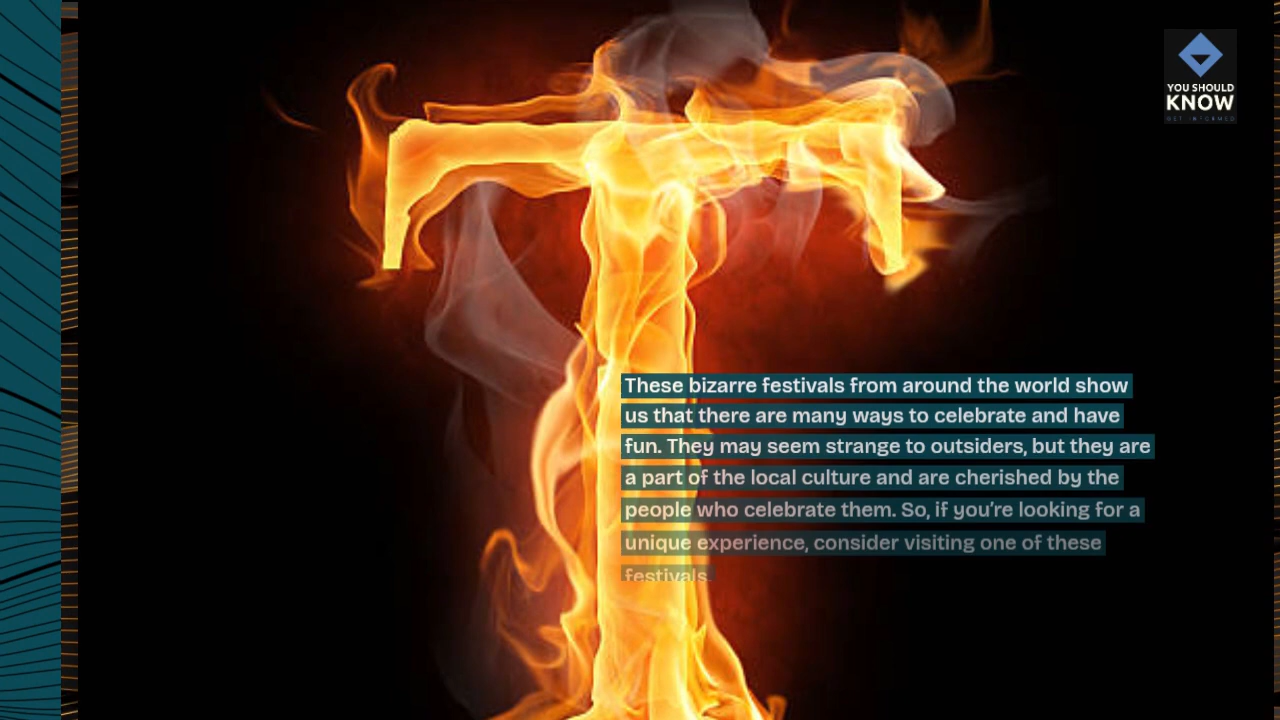 T
YOU SHOULD
KNOW
GET INFORMED
These bizarre festivals from around the world show
us that there are many ways to celebrate and have
fun. They may seem strange to outsiders, but they are
a part of the local culture and are cherished by the
people who celebrate them. So, if you’re looking for a
unique experience, consider visiting one of these
festivals.